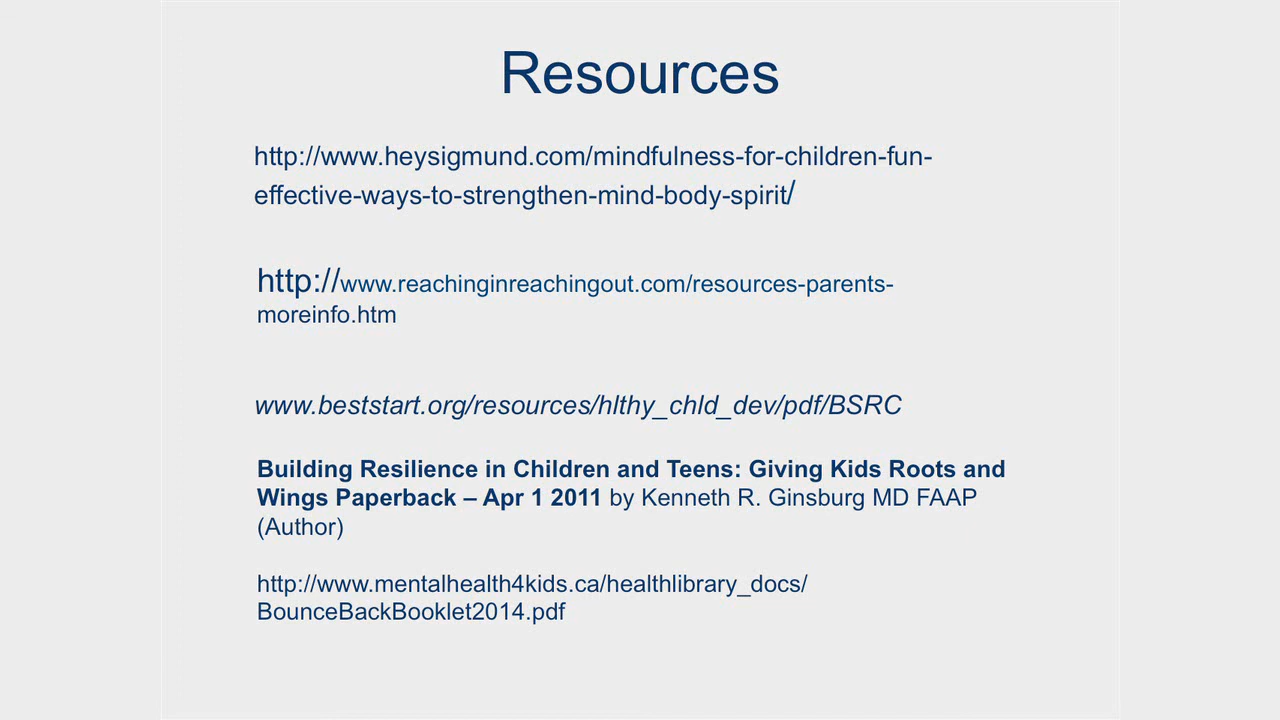 Resources
http://www.heysigmund.com/mindfulness-for-children-fun-
effective-ways-to-strengthen-mind-body-spirit/
http://www.reachinginreachingout.com/resources-parents-
moreinfo.htm
www.beststart.org/resources/hlthy_chld_dev/pdf/BSRC
Building Resilience in Children and Teens: Giving Kids Roots and
Wings Paperback – Apr 1 2011 by Kenneth R. Ginsburg MD FAAP
(Author)
http://www.mentalhealth4kids.ca/healthlibrary_docs/
BounceBackBooklet2014.pdf